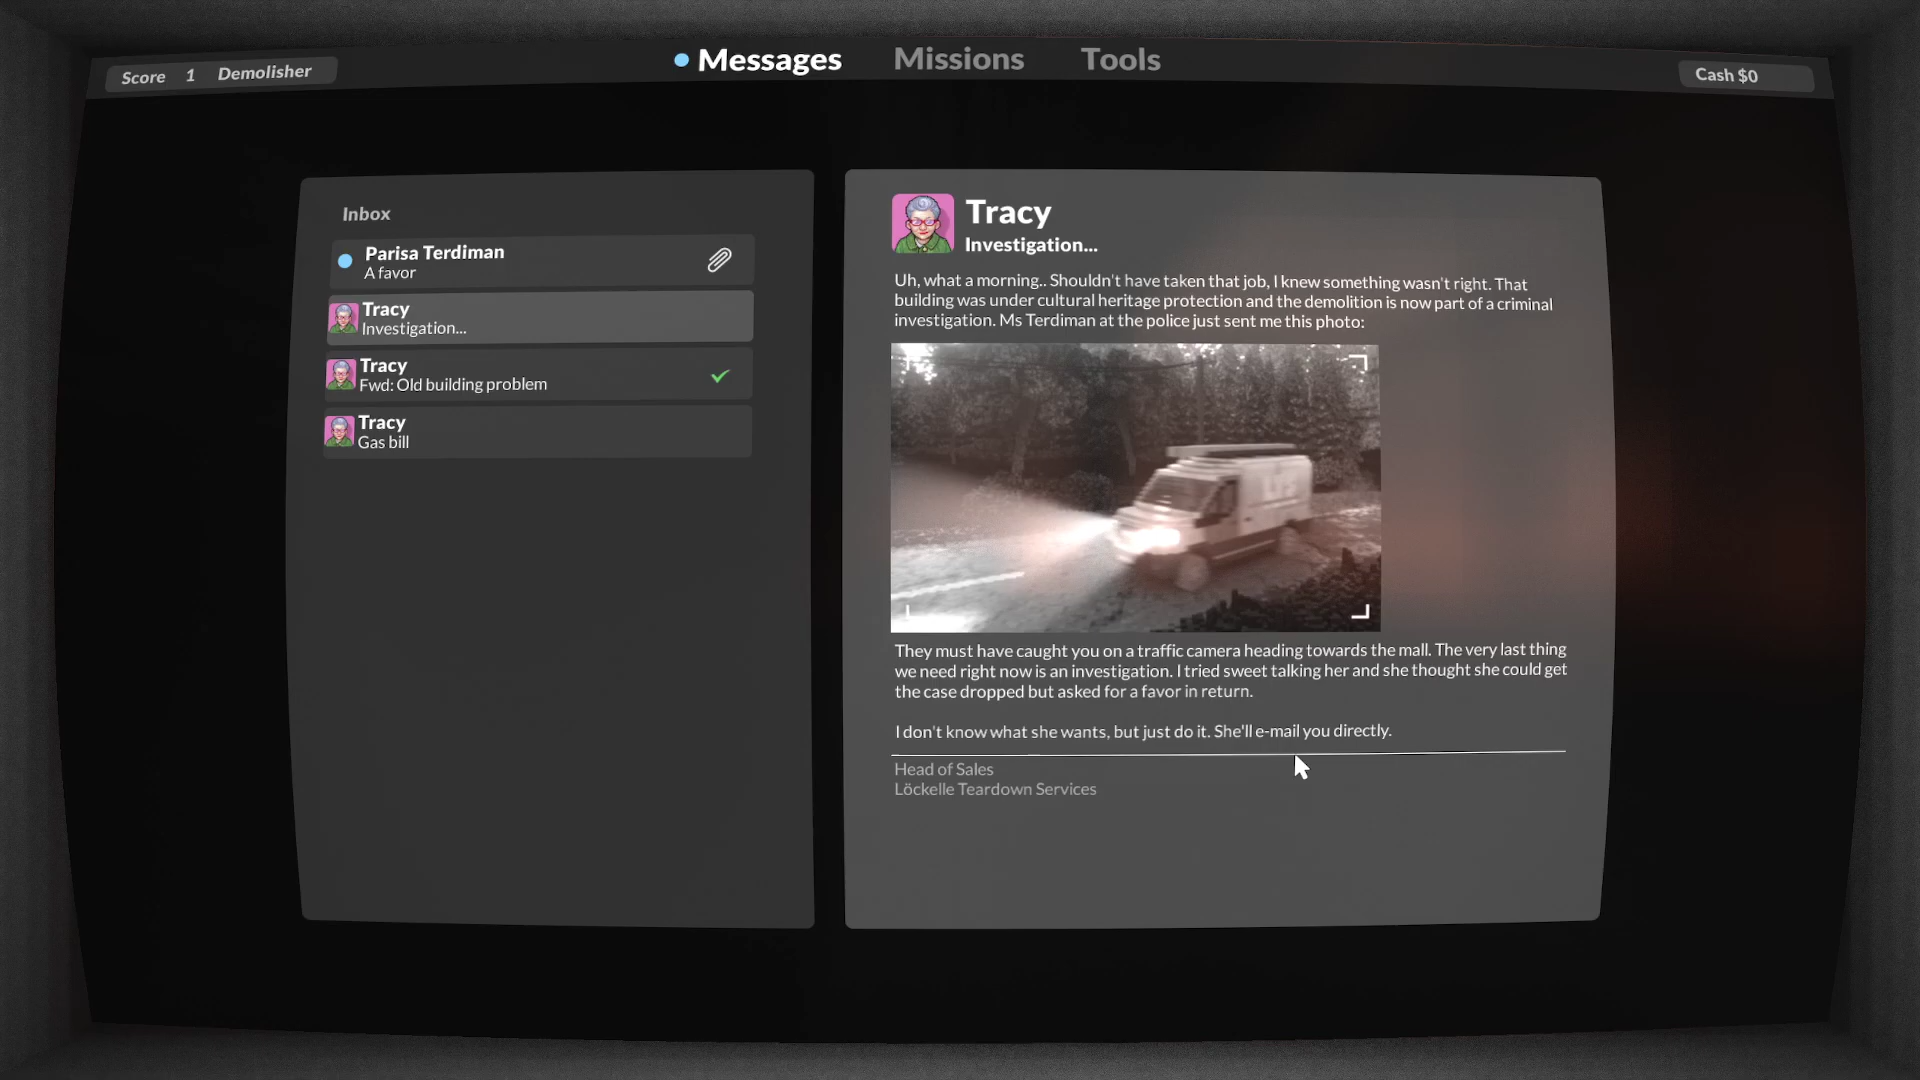 Score 1 Demolisher
Messages
Missions
Tools
Cash $0
Inbox
Parisa Terdiman
A favor
Tracy
Investigation...
Tracy
Fwd: Old building problem
Tracy
Gas bill
Tracy
Investigation...
Uh, what a morning.. Shouldn't have taken that job, I knew something wasn't right. That
building was under cultural heritage protection and the demolition is now part of a criminal
investigation. Ms Terdiman at the police just sent me this photo:
They must have caught you on a traffic camera heading towards the mall. The very last thing
we need right now is an investigation. I tried sweet talking her and she thought she could get
the case dropped but asked for a favor in return.
I don't know what she wants, but just do it. She'll e-mail you directly.
Head of Sales
Löckelle Teardown Services